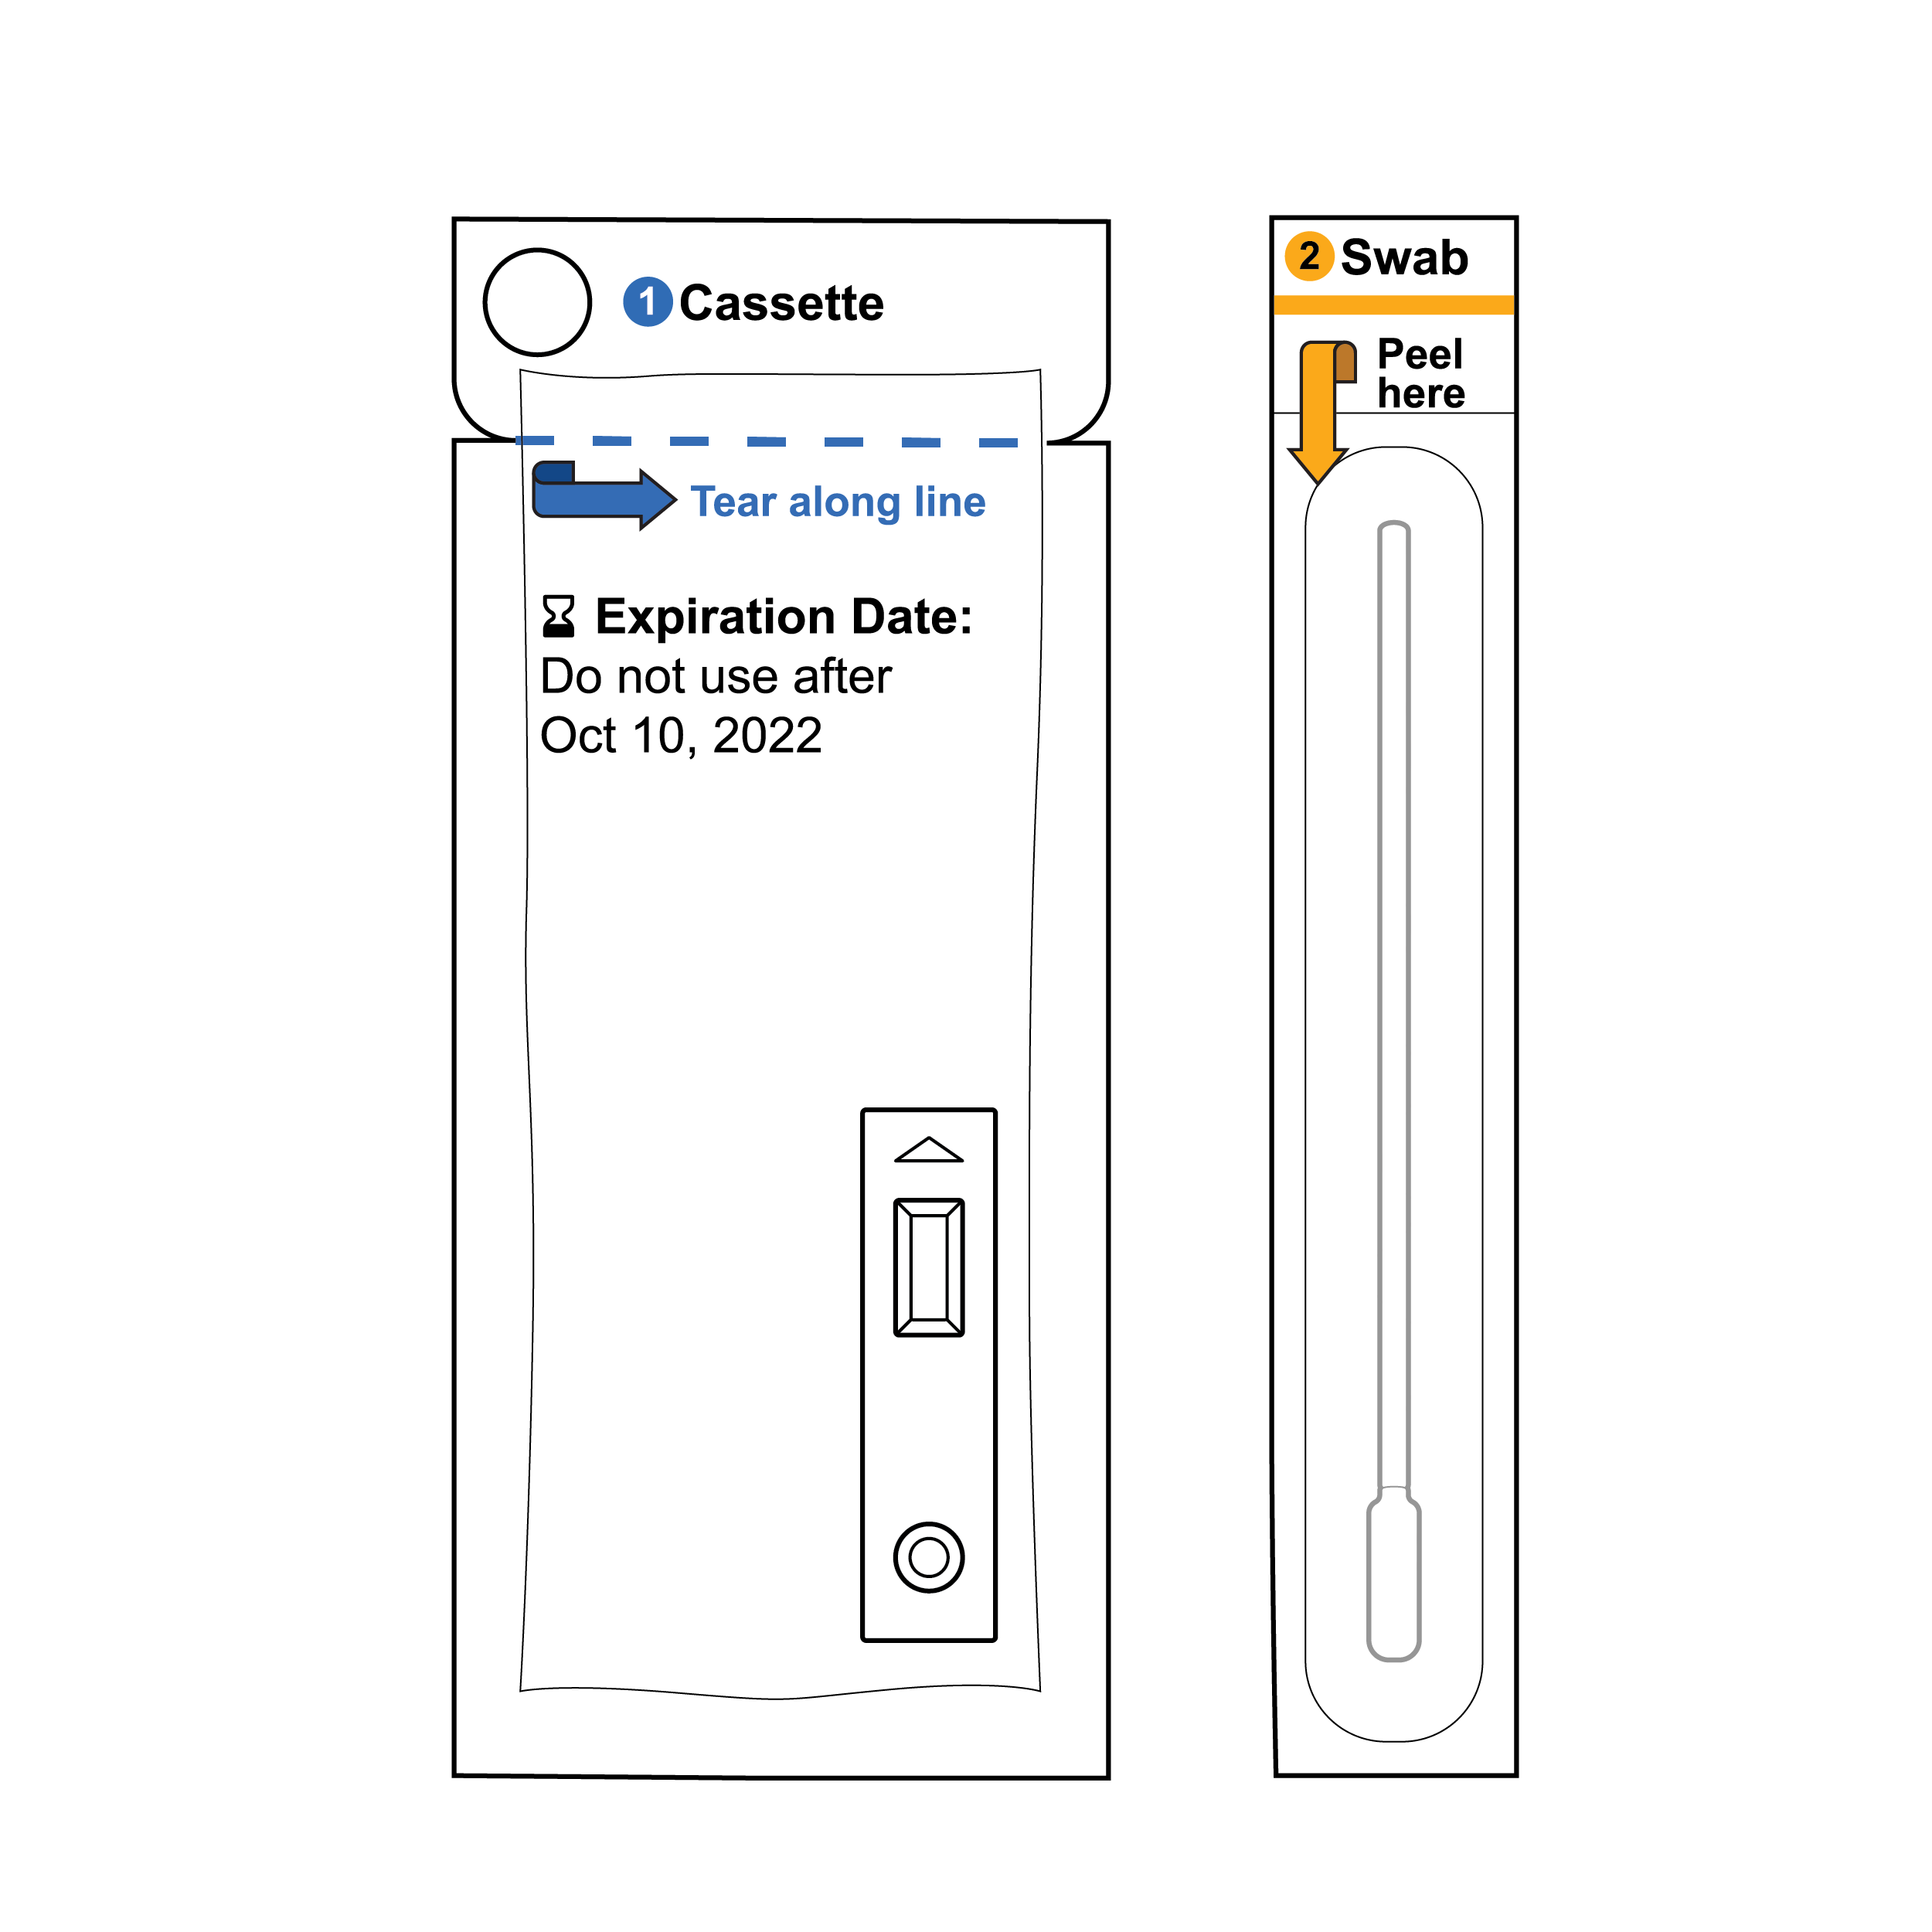 1 Cassette
Tear along line
Expiration Date:
Do not use after
Oct 10, 2022
2 Swab
Peel
here